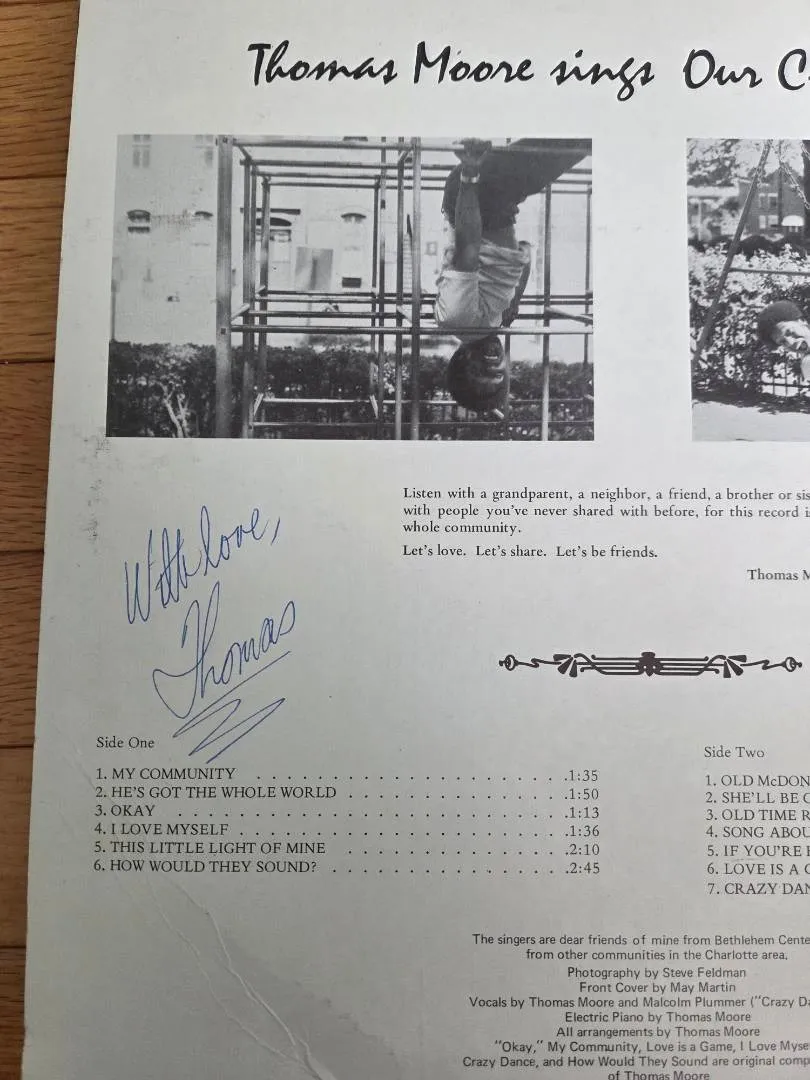 Thomas Moore sings Our C
Listen with a grandparent, a neighbor, a friend, a brother or sis
with people you've never shared with before, for this record i
whole community.
Let's love. Let's share. Let's be friends.
Thomas M
With love,
Thomas
Side One
1. MY COMMUNITY . . . . . . . . . . . . . . . . . . . .1:35
2. HE'S GOT THE WHOLE WORLD . . . . . . . . . . . . . .1:50
3. OKAY . . . . . . . . . . . . . . . . . . . . . . . .1:13
4. I LOVE MYSELF . . . . . . . . . . . . . . . . . . . .1:36
5. THIS LITTLE LIGHT OF MINE . . . . . . . . . . . . . .2:10
6. HOW WOULD THEY SOUND? . . . . . . . . . . . . . . .2:45
Side Two
1. OLD McDON
2. SHE'LL BE C
3. OLD TIME R
4. SONG ABOU
5. IF YOU'RE
6. LOVE IS A
7. CRAZY DAN
The singers are dear friends of mine from Bethlehem Cente
from other communities in the Charlotte area.
Photography by Steve Feldman
Front Cover by May Martin
Vocals by Thomas Moore and Malcolm Plummer ("Crazy Da
Electric Piano by Thomas Moore
All arrangements by Thomas Moore
"Okay," My Community, Love is a Game, I Love Myse
Crazy Dance, and How Would They Sound are original comp
of Thomas Moore